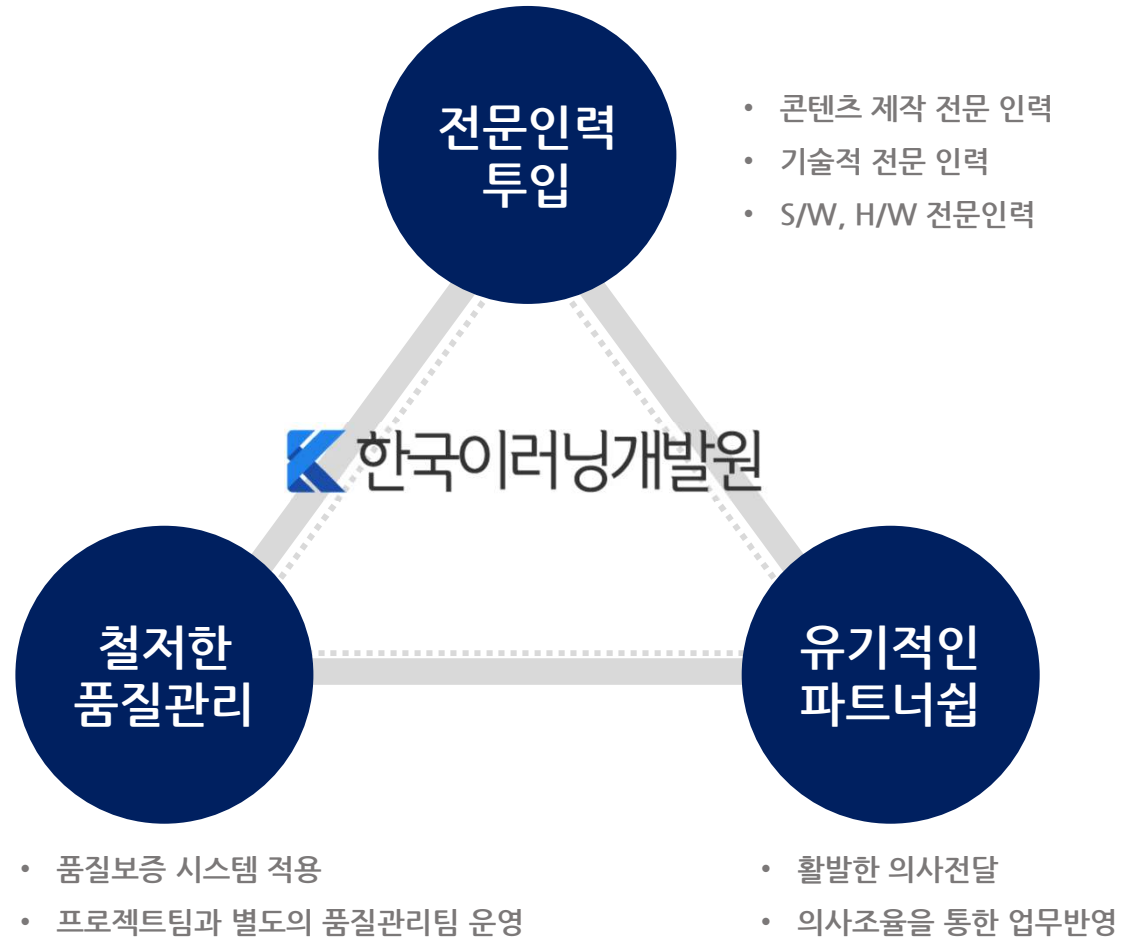 전문인력
투입
• 콘텐츠 제작 전문 인력
• 기술적 전문 인력
• S/W, H/W 전문인력
한국이러닝개발원
철저한
품질관리
• 품질보증 시스템 적용
• 프로젝트팀과 별도의 품질관리팀 운영
유기적인
파트너쉽
• 활발한 의사전달
• 의사조율을 통한 업무반영